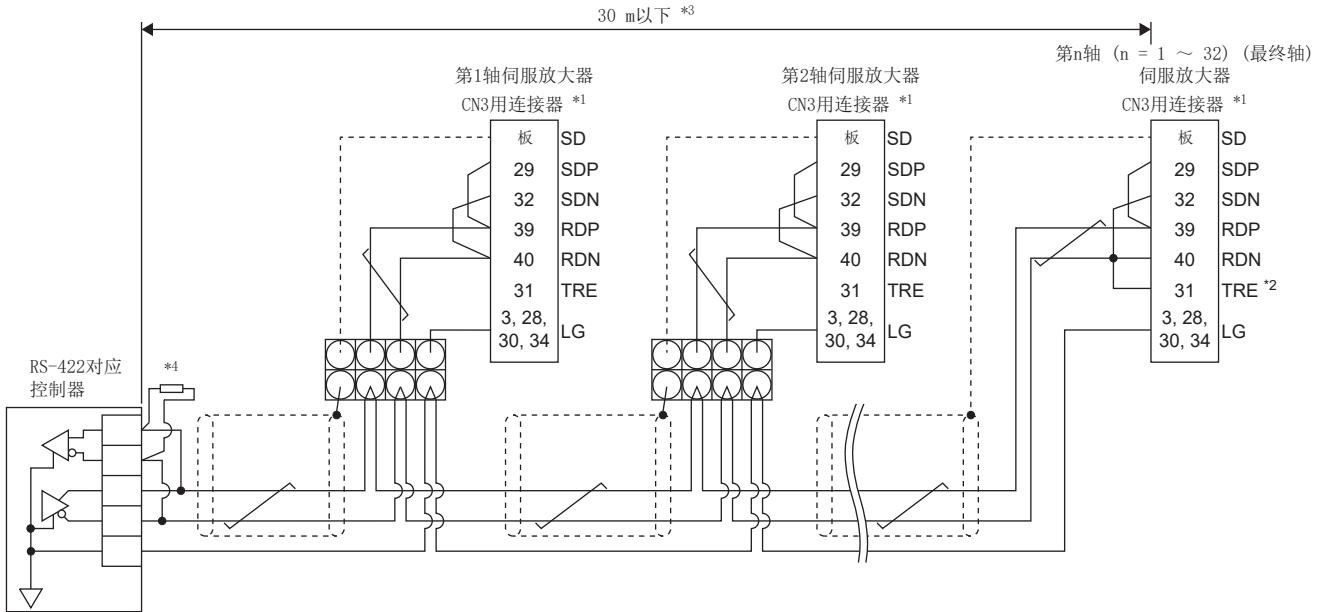 30 m以下 *3
第n轴 (n = 1 ～ 32) (最终轴)
第1轴伺服放大器
CN3用连接器 *1
第2轴伺服放大器
CN3用连接器 *1
伺服放大器
CN3用连接器 *1
板 SD
29 SDP
32 SDN
39 RDP
40 RDN
31 TRE
3, 28,
30, 34 LG
板 SD
29 SDP
32 SDN
39 RDP
40 RDN
31 TRE
3, 28,
30, 34 LG
板 SD
29 SDP
32 SDN
39 RDP
40 RDN
31 TRE *2
3, 28,
30, 34 LG
RS-422对应
控制器
*4